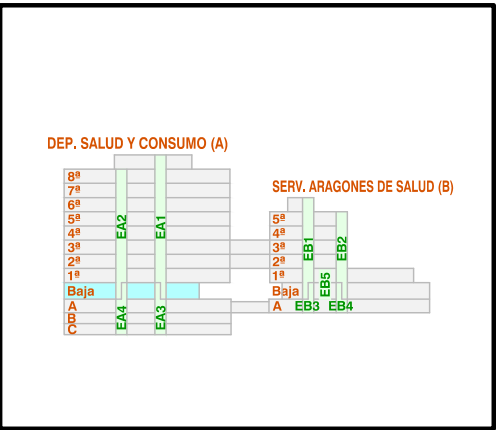 DEP. SALUD Y CONSUMO (A)
8ª
7ª
6ª
5ª
4ª
3ª
2ª
1ª
Baja
A
B
C
EA2
EA1
EA4
EA3
SERV. ARAGONES DE SALUD (B)
5ª
4ª
3ª
2ª
1ª
Baja
A
EB1
EB2
EB5
EB3
EB4